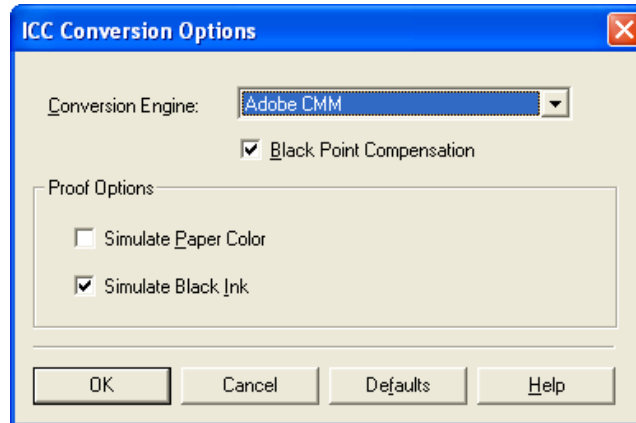 ICC Conversion Options
Conversion Engine: Adobe CMM
Black Point Compensation
Proof Options
Simulate Paper Color
Simulate Black Ink
OK Cancel Defaults Help